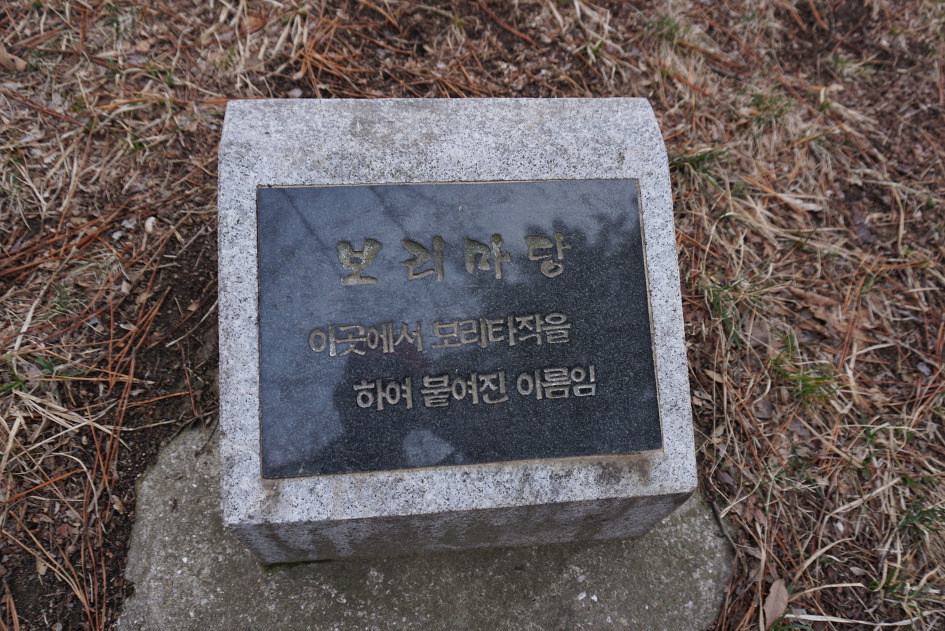 보리마당
이곳에서 보리타작을
하여 붙여진 이름임